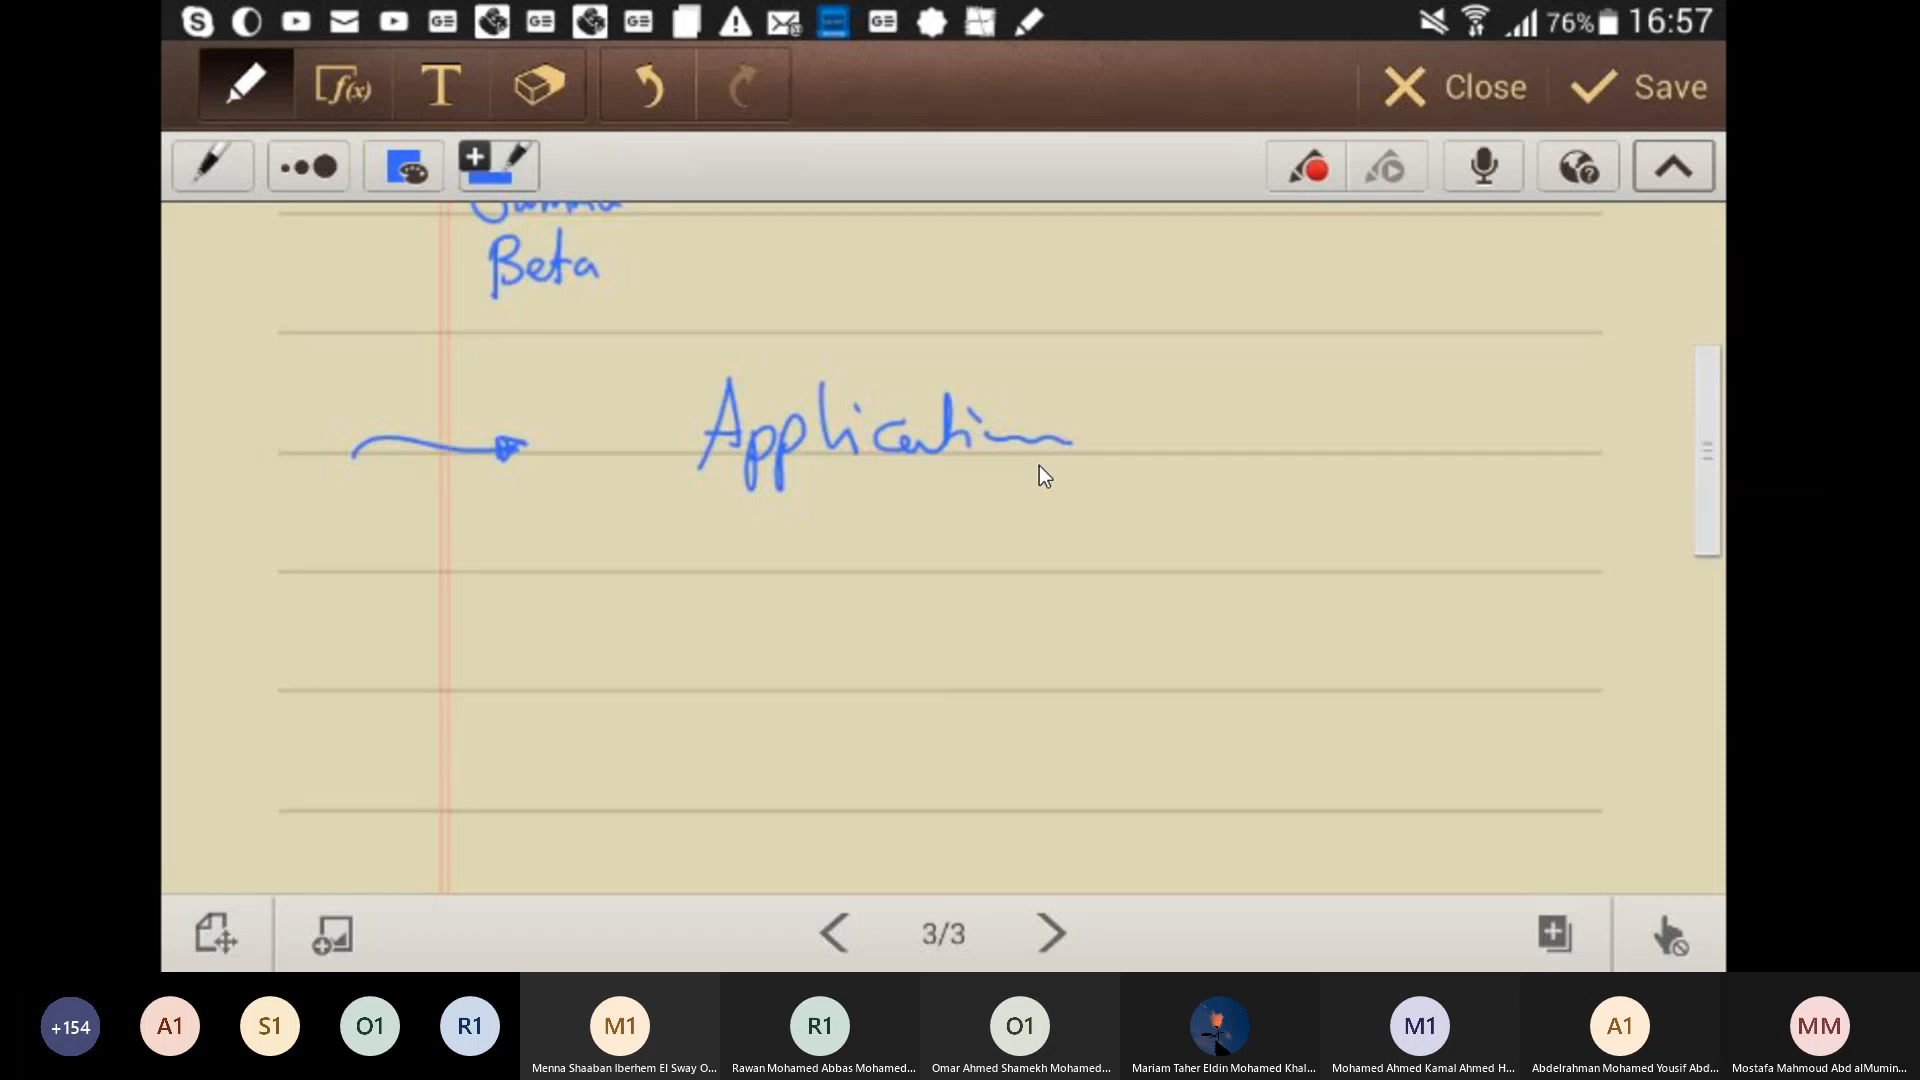 76% 16:57
f(x) T Close Save
Gamma
Beta
Application
3/3
+154 A1 S1 O1 R1 M1 R1 O1 M1 A1 MM
Menna Shaaban Iberhem El Sway O... Rawan Mohamed Abbas Mohamed... Omar Ahmed Shamekh Mohamed... Mariam Taher Eldin Mohamed Khal... Mohamed Ahmed Kamal Ahmed H... Abdelrahman Mohamed Yousif Abd... Mostafa Mahmoud Abd alMumin...